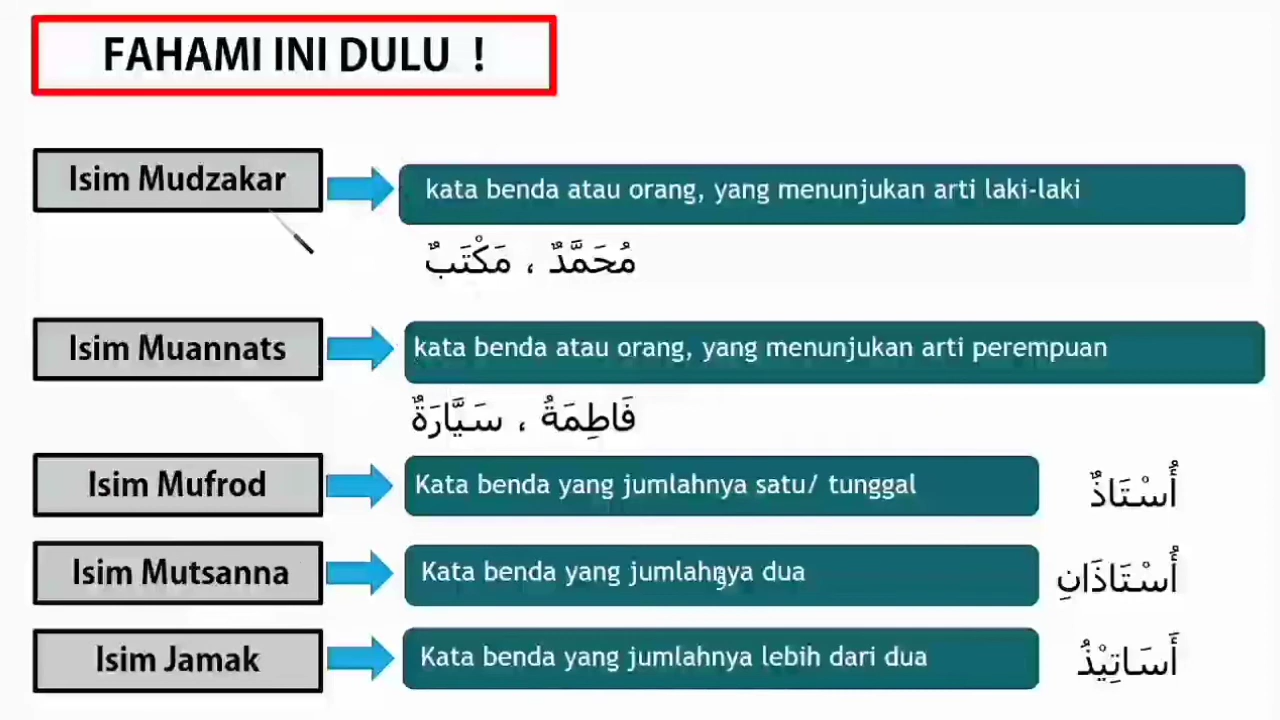 FAHAMI INI DULU !
Isim Mudzakar
kata benda atau orang, yang menunjukan arti laki-laki
مُحَمَّدٌ ، مَكْتَبٌ
Isim Muannats
kata benda atau orang, yang menunjukan arti perempuan
فَاطِمَةُ ، سَيَّارَةٌ
Isim Mufrod
Kata benda yang jumlahnya satu/ tunggal
أُسْتَاذٌ
Isim Mutsanna
Kata benda yang jumlahnya dua
أُسْتَاذَانِ
Isim Jamak
Kata benda yang jumlahnya lebih dari dua
أَسَاتِيْذُ